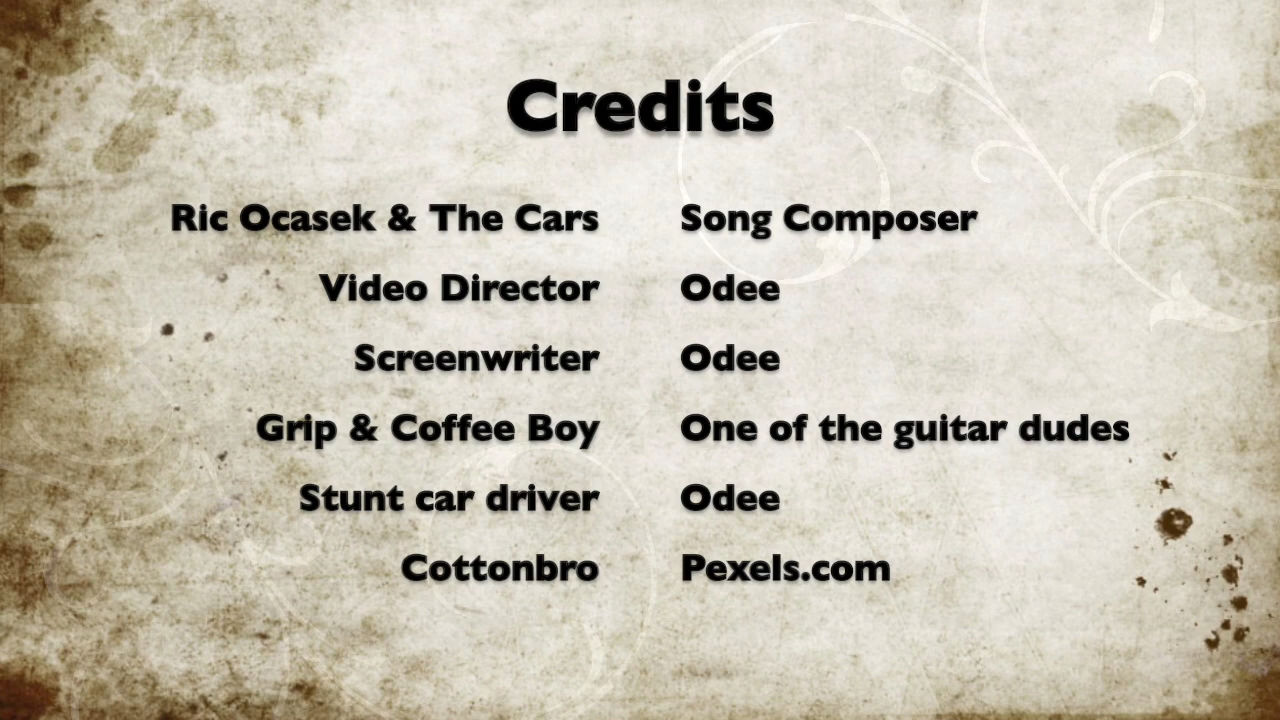 Credits
Ric Ocasek & The Cars Song Composer
Video Director Odee
Screenwriter Odee
Grip & Coffee Boy One of the guitar dudes
Stunt car driver Odee
Cottonbro Pexels.com